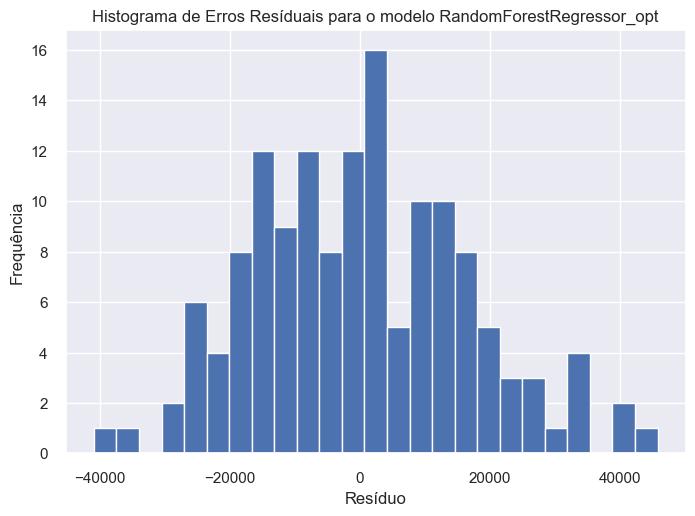 Histograma de Erros Resíduais para o modelo RandomForestRegressor_opt
16
14
12
10
8
6
4
2
0
Frequência
−40000 −20000 0 20000 40000
Resíduo